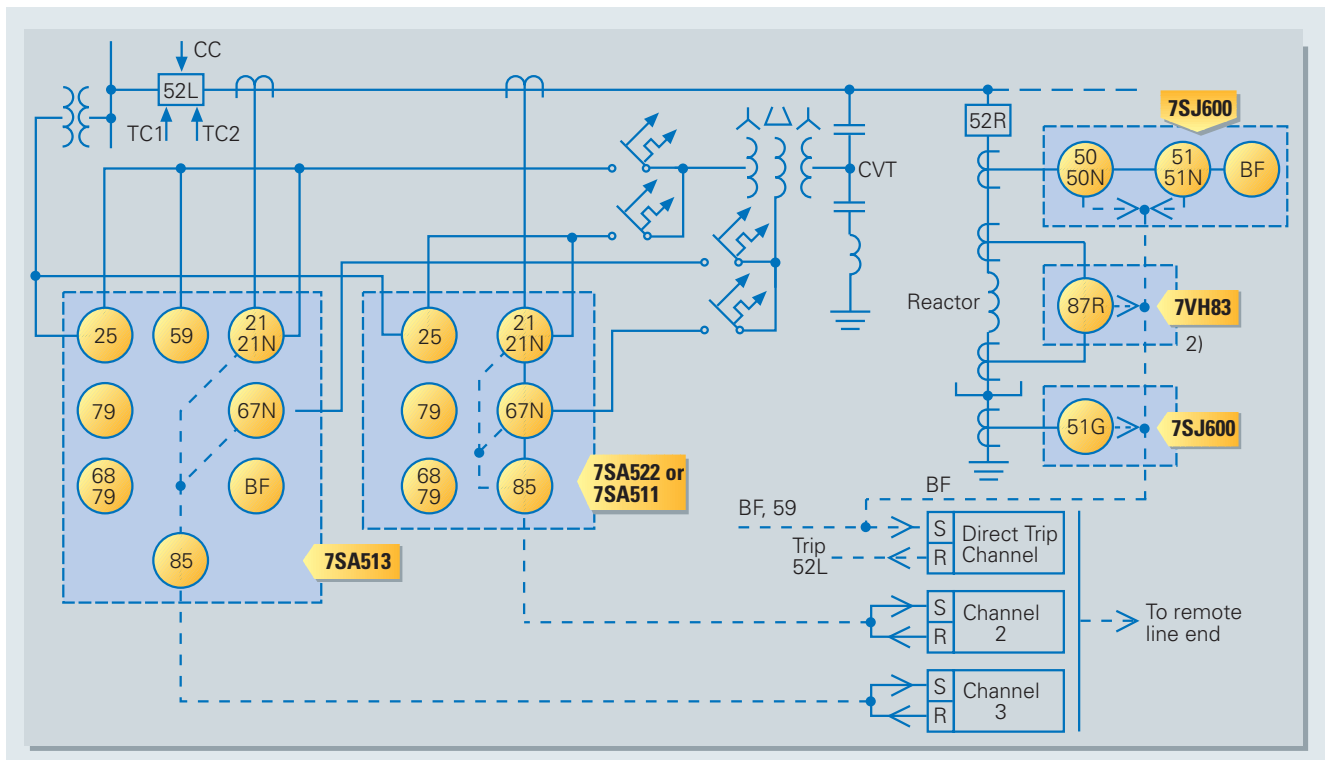 CC
52L
TC1
TC2
52R
7SJ600
50
50N
51
51N
BF
CVT
Reactor
87R
7VH83
2)
25
59
21
21N
25
21
21N
79
67N
79
67N
51G
7SJ600
68
79
BF
68
79
85
7SA522 or
7SA511
85
7SA513
BF
BF, 59
Trip
52L
S
R
Direct Trip
Channel
S
R
Channel
2
To remote
line end
S
R
Channel
3